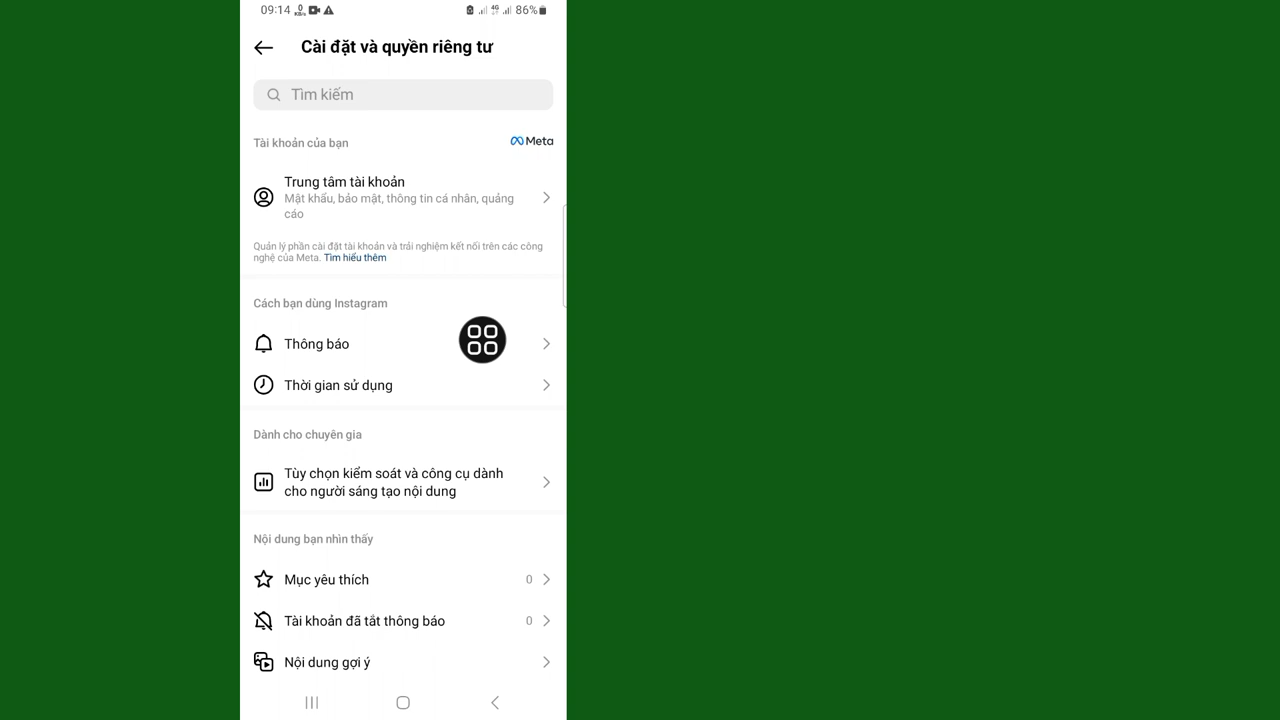 09:14 0 KB/s 4G 86%
Cài đặt và quyền riêng tư
Tìm kiếm
Tài khoản của bạn
Meta
Trung tâm tài khoản
Mật khẩu, bảo mật, thông tin cá nhân, quảng
cáo
Quản lý phần cài đặt tài khoản và trải nghiệm kết nối trên các công
nghệ của Meta. Tìm hiểu thêm
Cách bạn dùng Instagram
Thông báo
Thời gian sử dụng
Dành cho chuyên gia
Tùy chọn kiểm soát và công cụ dành
cho người sáng tạo nội dung
Nội dung bạn nhìn thấy
Mục yêu thích 0
Tài khoản đã tắt thông báo 0
Nội dung gợi ý